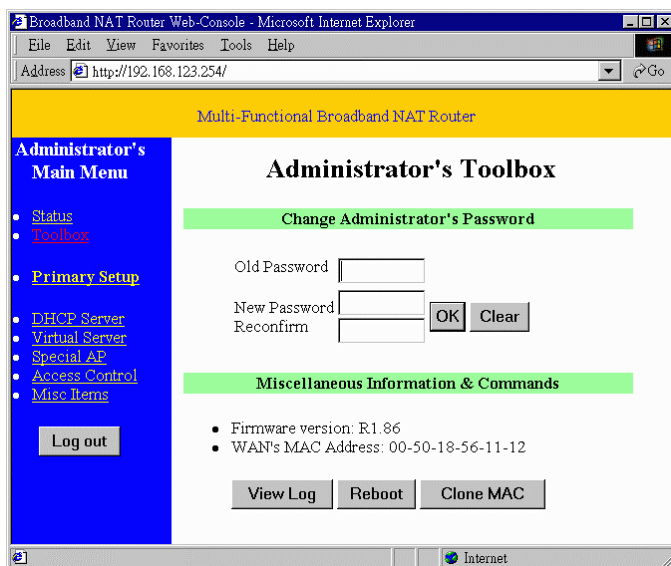 Broadband NAT Router Web-Console - Microsoft Internet Explorer
File Edit View Favorites Tools Help
Address http://192.168.123.254/ Go
Multi-Functional Broadband NAT Router
Administrator's
Main Menu
Status
Toolbox
Primary Setup
DHCP Server
Virtual Server
Special AP
Access Control
Misc Items
Log out
Administrator's Toolbox
Change Administrator's Password
Old Password
New Password
Reconfirm
OK Clear
Miscellaneous Information & Commands
Firmware version: R1.86
WAN's MAC Address: 00-50-18-56-11-12
View Log Reboot Clone MAC
Internet